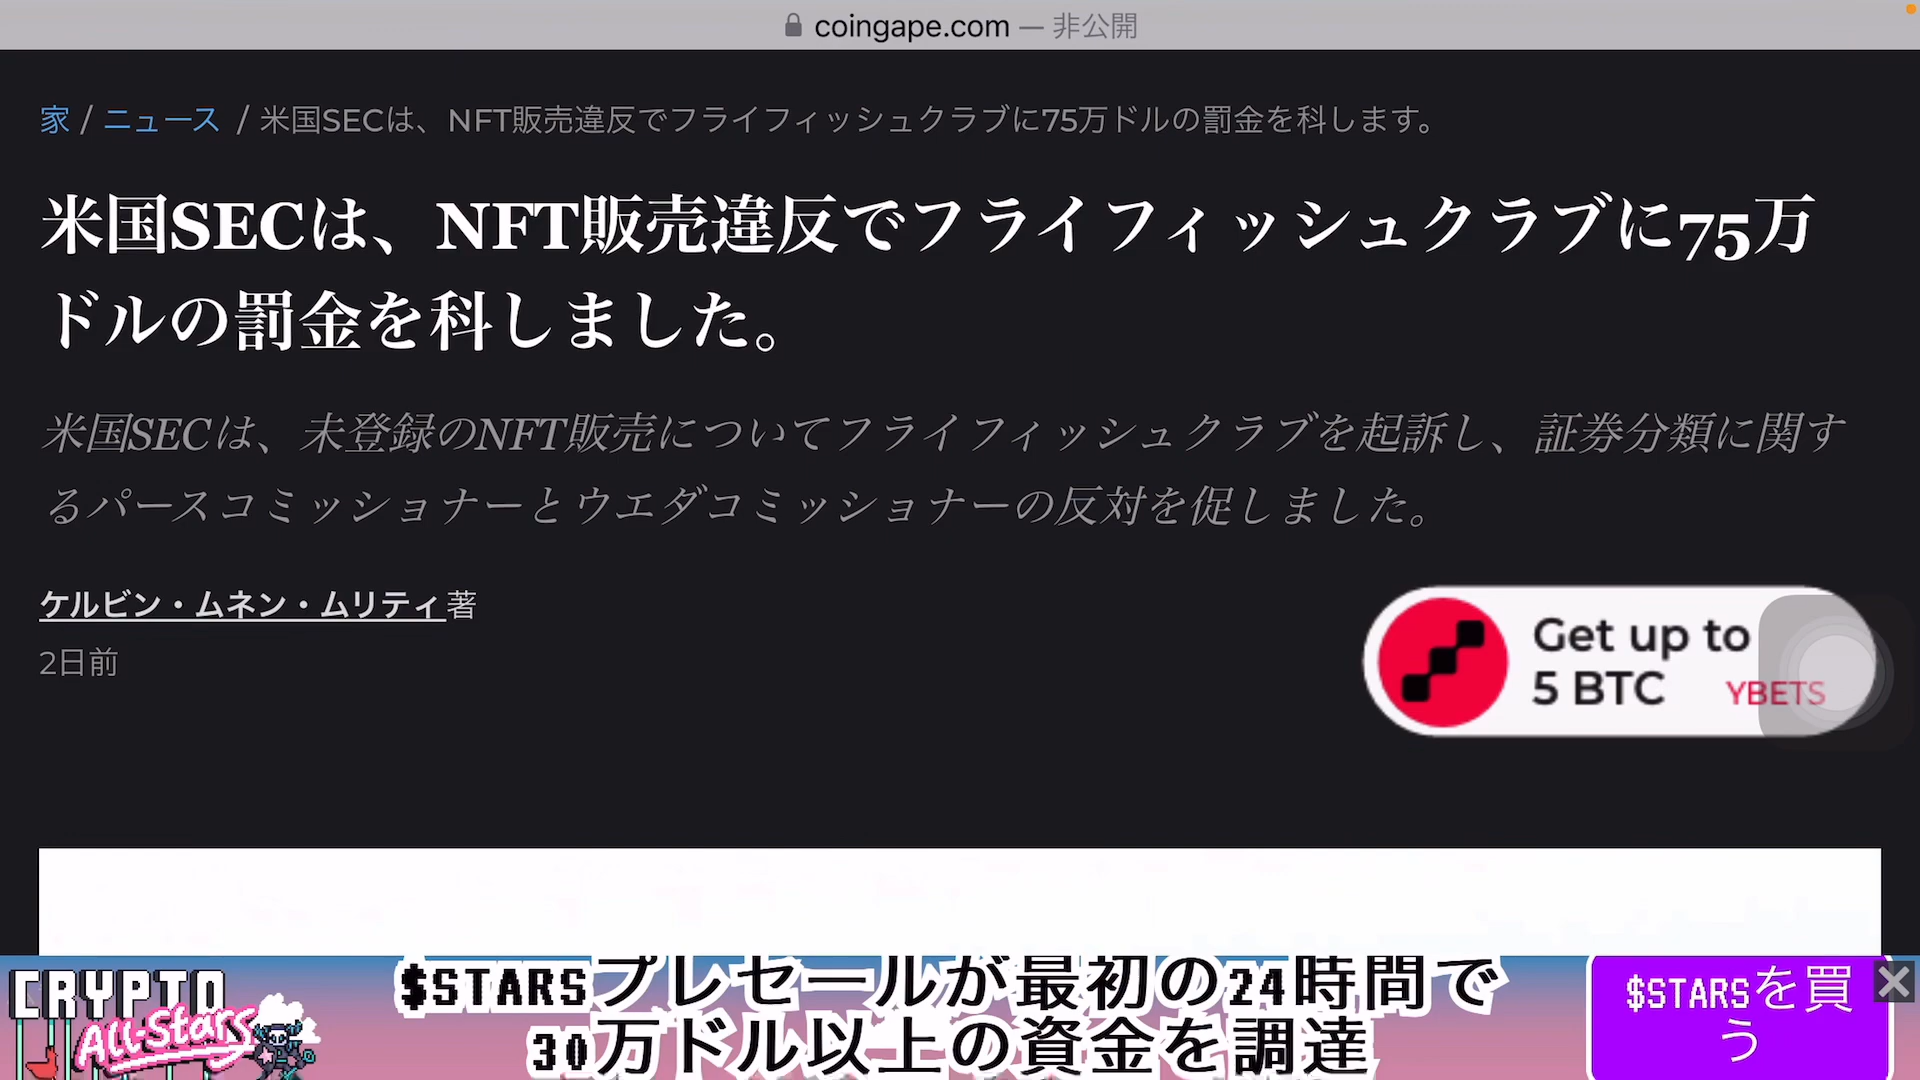 coingape.com — 非公開
家 / ニュース / 米国SECは、NFT販売違反でフライフィッシュクラブに75万ドルの罰金を科します。
米国SECは、NFT販売違反でフライフィッシュクラブに75万
ドルの罰金を科しました。
米国SECは、未登録のNFT販売についてフライフィッシュクラブを起訴し、証券分類に関す
るパースコミッショナーとウエダコミッショナーの反対を促しました。
ケルビン・ムネン・ムリティ著
2日前
Get up to
5 BTC
YBETS
CRYPTO
All-Stars
$STARSプレセールが最初の24時間で
30万ドル以上の資金を調達
$STARSを買
う